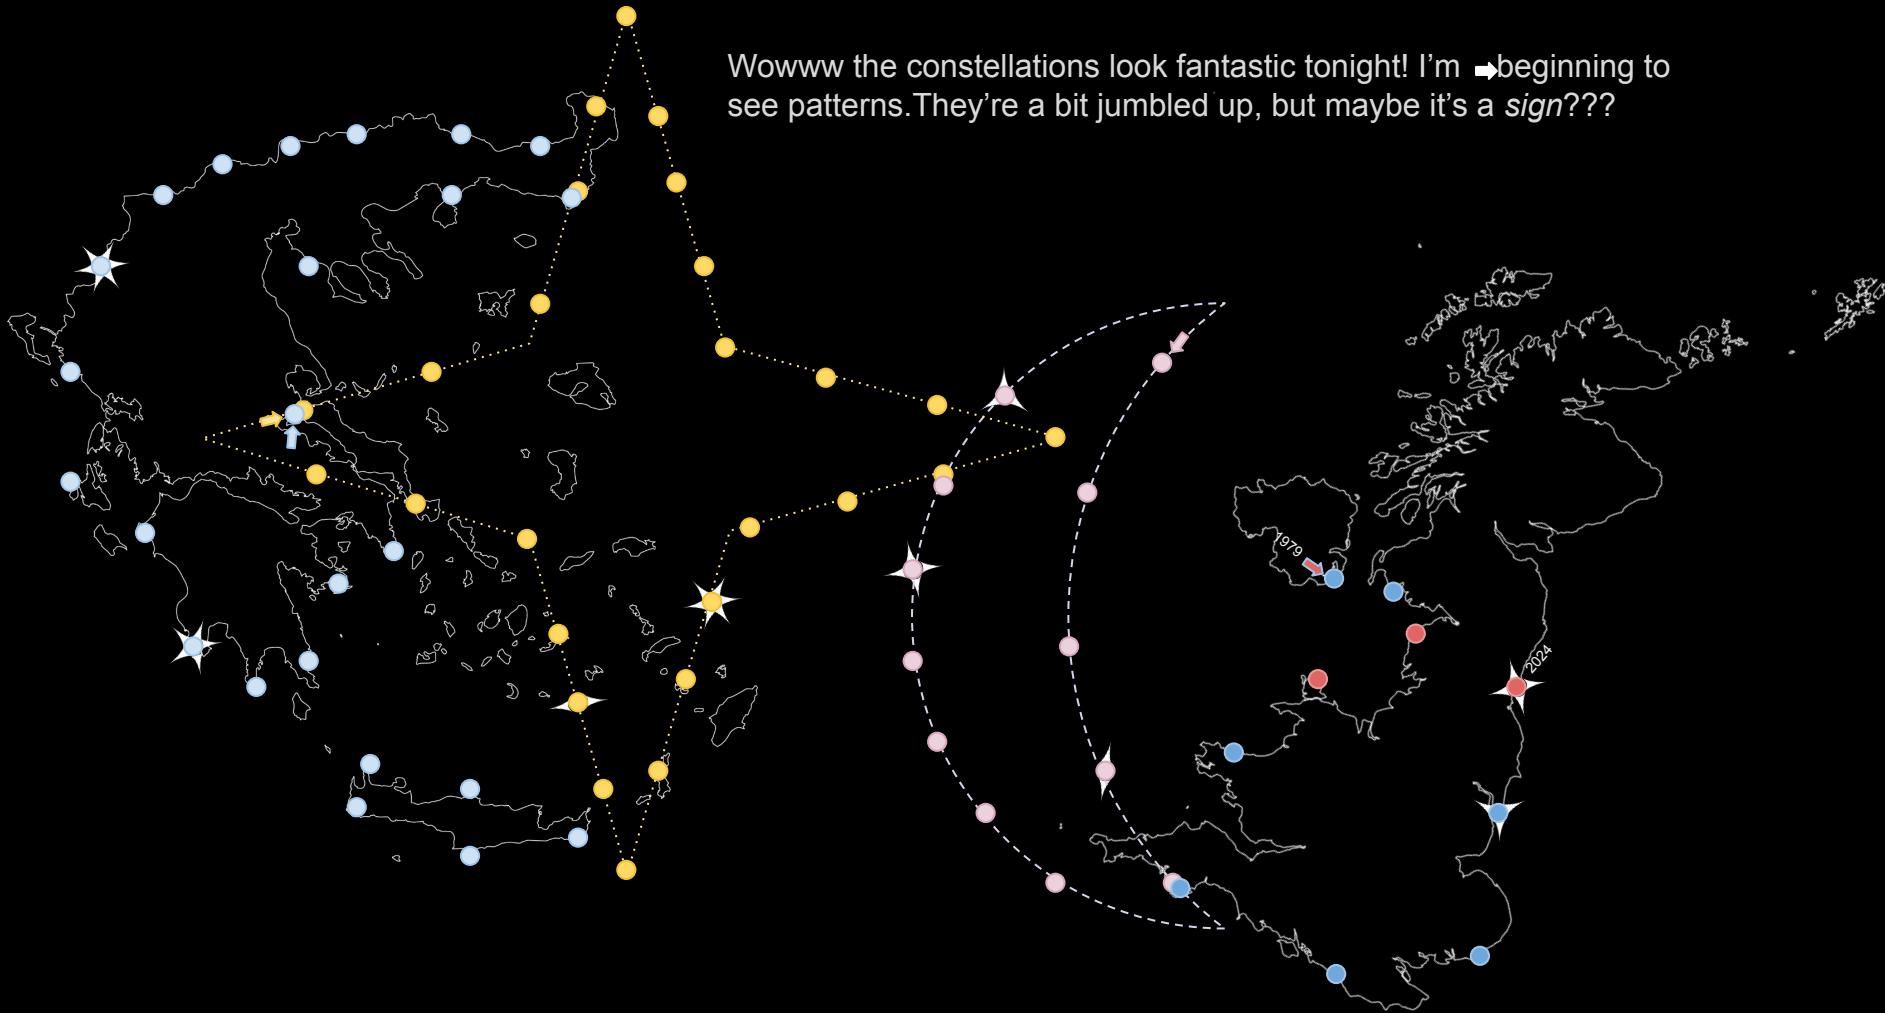 Wowww the constellations look fantastic tonight! I'm ➡beginning to
see patterns.They're a bit jumbled up, but maybe it's a sign???
1979
2024